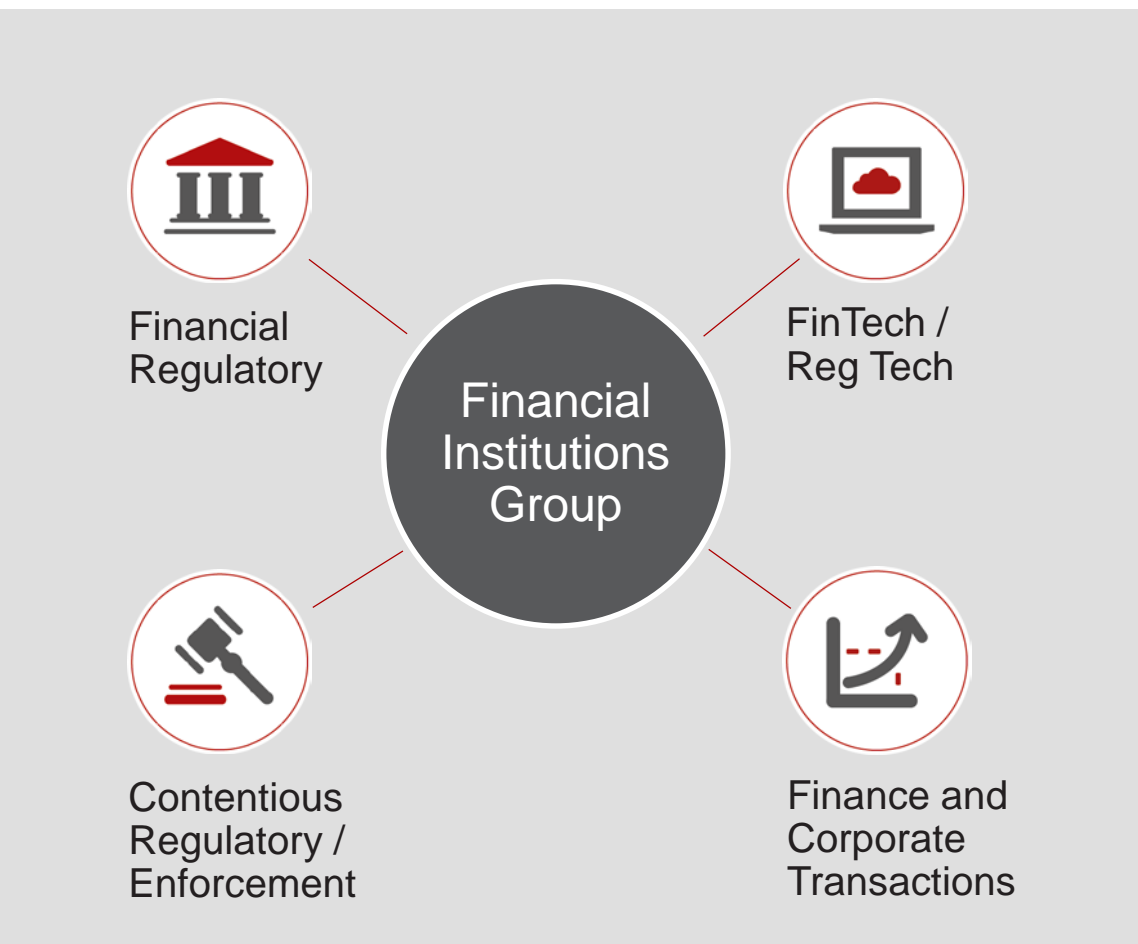 Financial
Regulatory
FinTech /
Reg Tech
Financial
Institutions
Group
Contentious
Regulatory /
Enforcement
Finance and
Corporate
Transactions